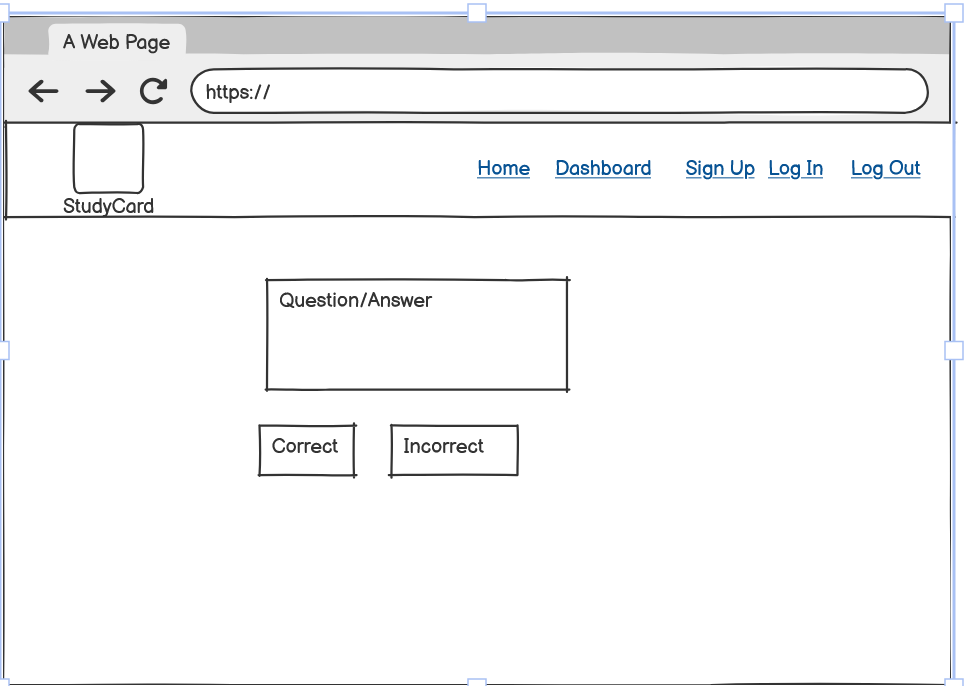 A Web Page
https://
Home Dashboard Sign Up Log In Log Out
StudyCard
Question/Answer
Correct Incorrect